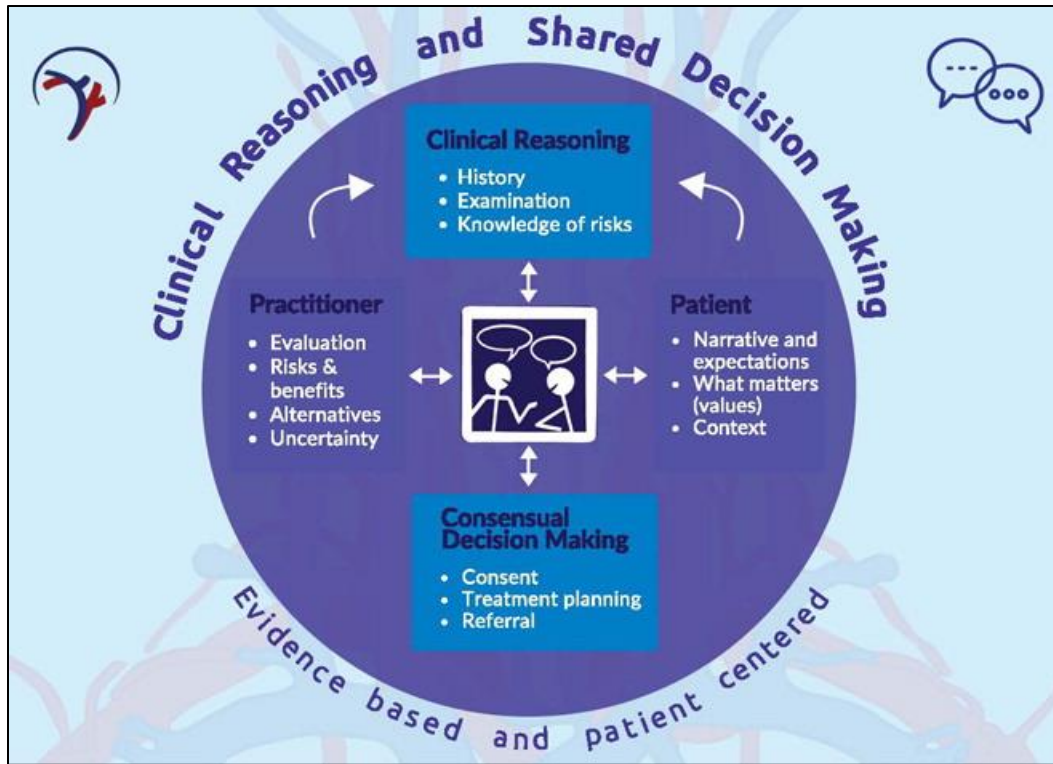 Clinical Reasoning and Shared Decision Making
Clinical Reasoning
• History
• Examination
• Knowledge of risks
Practitioner
• Evaluation
• Risks &
benefits
• Alternatives
• Uncertainty
Patient
• Narrative and
expectations
• What matters
(values)
• Context
Consensual
Decision Making
• Consent
• Treatment planning
• Referral
Evidence based and patient centered